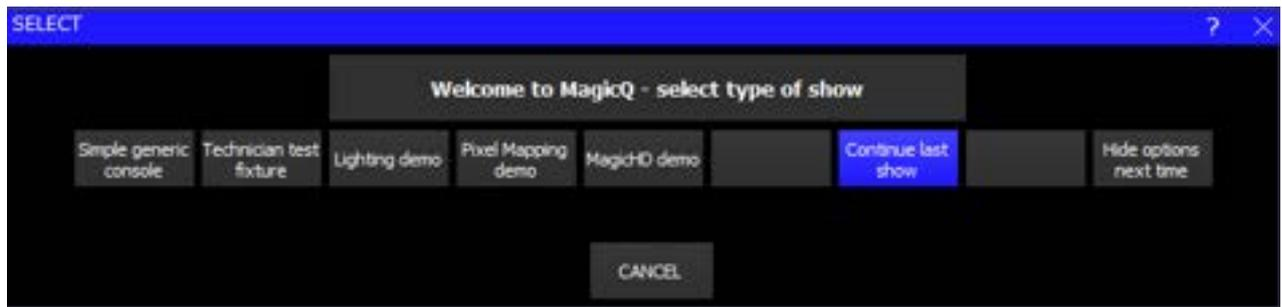 SELECT ?
Welcome to MagicQ - select type of show
Simple generic console
Technician test fixture
Lighting demo
Pixel Mapping demo
MagicHD demo
Continue last show
Hide options next time
CANCEL